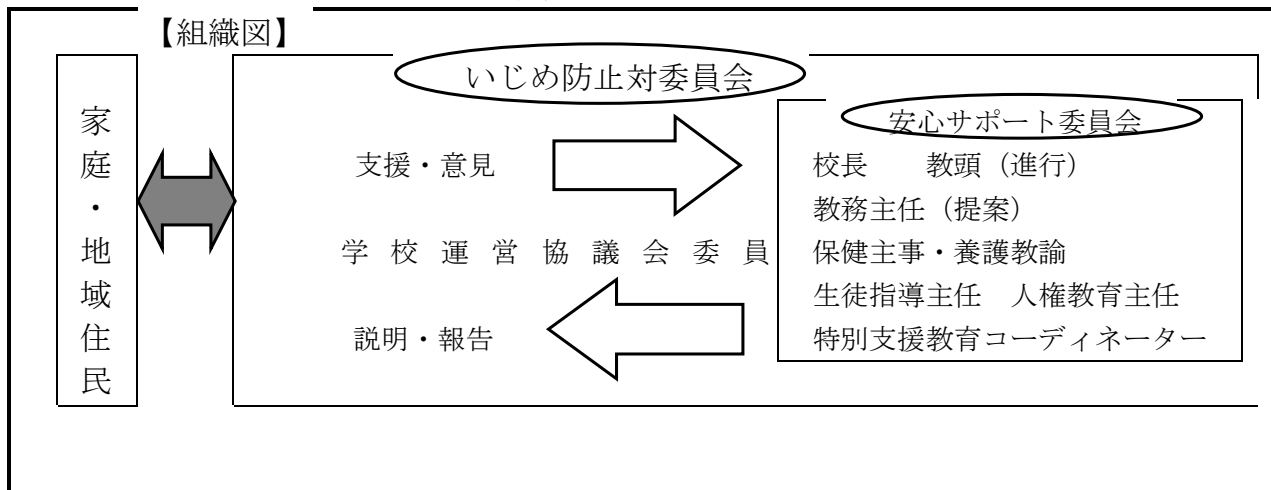 【組織図】
いじめ防止対委員会
家庭・地域住民
支援・意見
学校運営協議会委員
説明・報告
安心サポート委員会
校長　　教頭（進行）
教務主任（提案）
保健主事・養護教諭
生徒指導主任　人権教育主任
特別支援教育コーディネーター